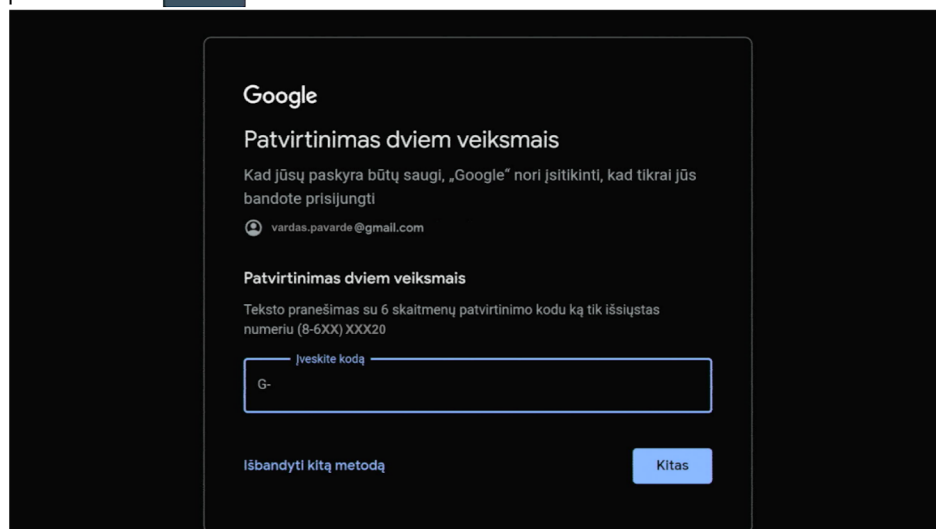 Google
Patvirtinimas dviem veiksmais
Kad jūsų paskyra būtų saugi, „Google“ nori įsitikinti, kad tikrai jūs
bandote prisijungti
vardas.pavarde@gmail.com
Patvirtinimas dviem veiksmais
Teksto pranešimas su 6 skaitmenų patvirtinimo kodu ką tik išsiųstas
numeriu (8-6XX) XXX20
Įveskite kodą
G-
Išbandyti kitą metodą
Kitas